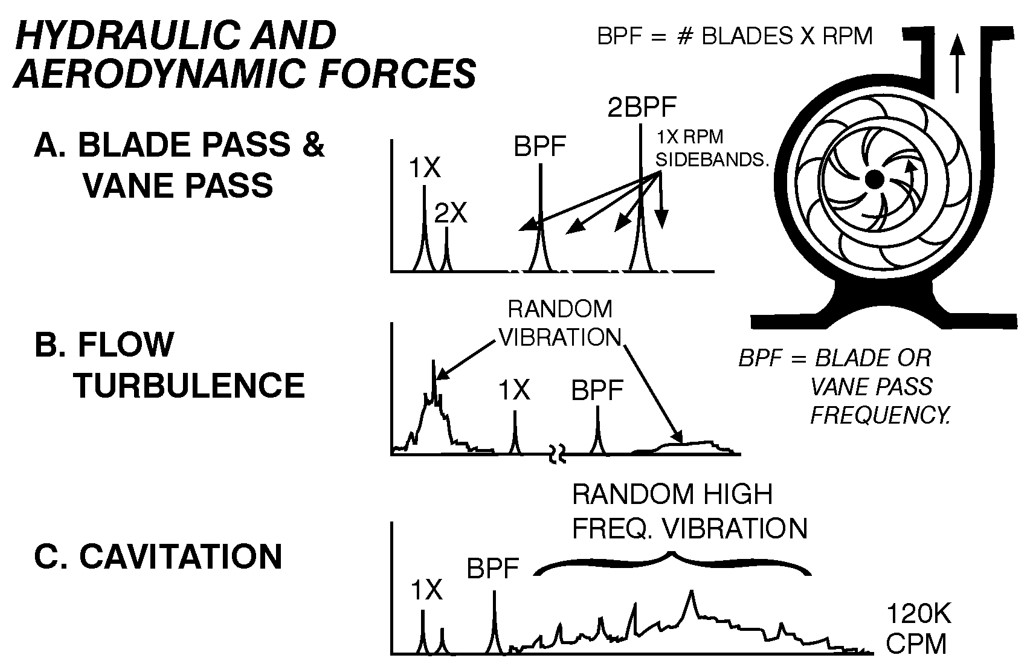 HYDRAULIC AND
AERODYNAMIC FORCES
BPF = # BLADES X RPM
A. BLADE PASS &
VANE PASS
1X
2X
BPF
2BPF
1X RPM
SIDEBANDS.
BPF = BLADE OR
VANE PASS
FREQUENCY.
B. FLOW
TURBULENCE
RANDOM
VIBRATION
1X
BPF
C. CAVITATION
RANDOM HIGH
FREQ. VIBRATION
1X
BPF
120K
CPM